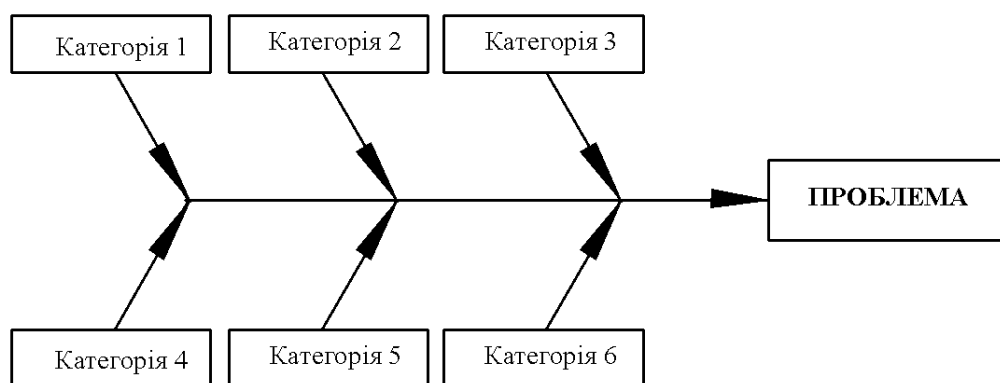 Категорія 1
Категорія 2
Категорія 3
ПРОБЛЕМА
Категорія 4
Категорія 5
Категорія 6